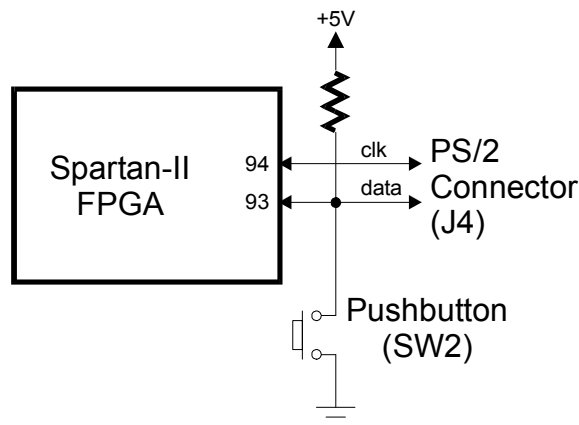 +5V
Spartan-II
FPGA
94
93
clk
data
PS/2
Connector
(J4)
Pushbutton
(SW2)